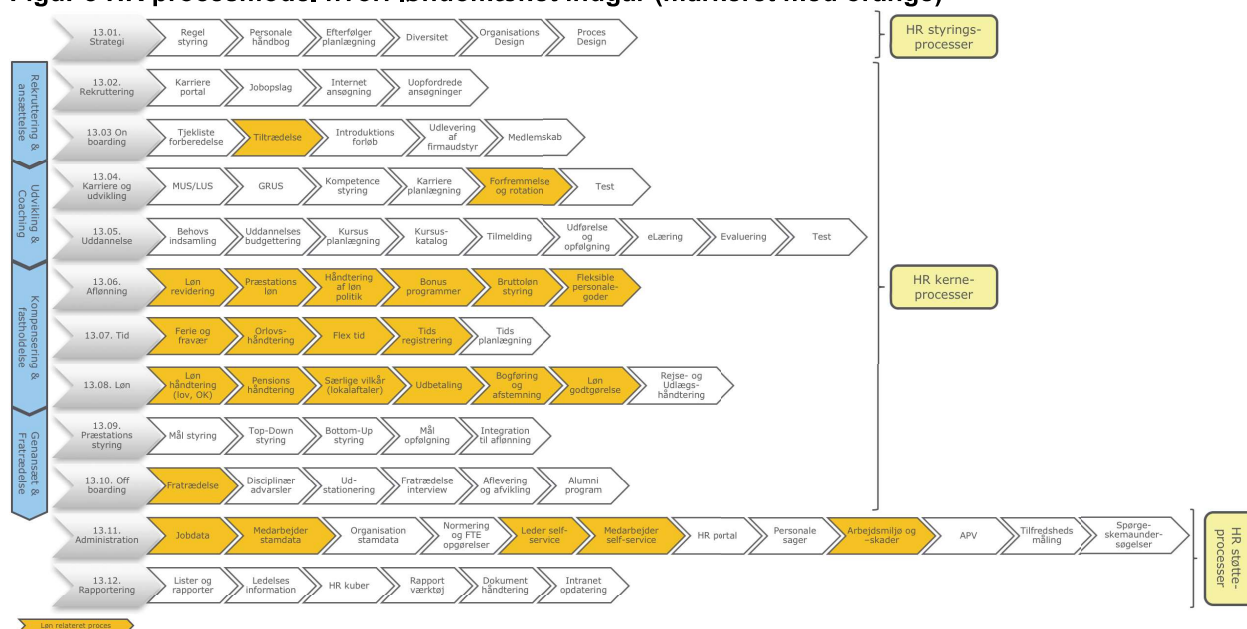 13.01.
Strategi
Regel
styring
Personale
håndbog
Efterfølger
planlægning
Diversitet
Organisations
Design
Proces
Design
HR styrings-
processer
Rekruttering &
ansættelse
13.02.
Rekruttering
Karriere
portal
Jobopslag
Internet
ansøgning
Uopfordrede
ansøgninger
13.03 On
boarding
Tjekliste
forberedelse
Tiltrædelse
Introduktions
forløb
Udlevering
af
firmaudstyr
Medlemskab
Udvikling &
Coaching
13.04.
Karriere og
udvikling
MUS/LUS
GRUS
Kompetence
styring
Karriere
planlægning
Forfremmelse
og rotation
Test
13.05.
Uddannelse
Behovs
indsamling
Uddannelses
budgettering
Kursus
planlægning
Kursus-
katalog
Tilmelding
Udførelse
og
opfølgning
eLæring
Evaluering
Test
Kompensering &
fastholdelse
13.06.
Aflønning
Løn
revidering
Præstations
løn
Håndtering
af løn
politik
Bonus
programmer
Bruttoløn
styring
Fleksible
personale-
goder
HR kerne-
processer
13.07. Tid
Ferie og
fravær
Orlovs-
håndtering
Flex tid
Tids
registrering
Tids
planlægning
13.08. Løn
Løn
håndtering
(lov, OK)
Pensions
håndtering
Særlige vilkår
(lokalaftaler)
Udbetaling
Bogføring
og
afstemning
Løn
godtgørelse
Rejse- og
Udlægs-
håndtering
Genansæt &
Fratrædelse
13.09.
Præstations
styring
Mål styring
Top-Down
styring
Bottom-Up
styring
Mål
opfølgning
Integration
til aflønning
13.10. Off
boarding
Fratrædelse
Disciplinær
advarsler
Ud-
stationering
Fratrædelse
interview
Aflevering
og afvikling
Alumni
program
13.11.
Administration
Jobdata
Medarbejder
stamdata
Organisation
stamdata
Normering
og FTE
opgørelser
Leder self-
service
Medarbejder
self-service
HR prtal
Personale
sager
Arbejdsmiljø og
-skader
APV
Tilfredsheds
måling
Spørge-
skemaunder-
søgelser
HR støtte-
processer
13.12.
Rapportering
Lister og
rapporter
Ledelses
information
HR kuber
Rapport
værktøj
Dokument
håndtering
Intranet
opdatering
Løn relateret proces